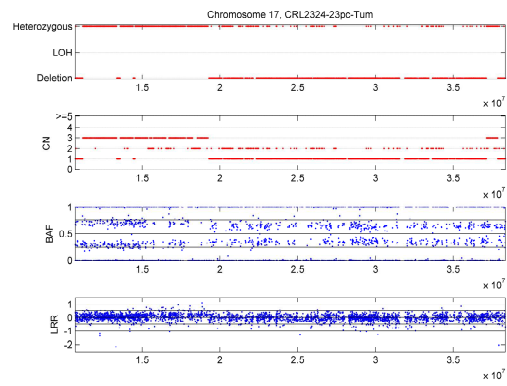 Chromosome 17, CRL2324-23pc-Tum
Heterozygous
LOH
Deletion
1.5 2 2.5 3 3.5
x 10^7
CN
>=5
4
3
2
1
0
1.5 2 2.5 3 3.5
x 10^7
BAF
1
0.5
0
1.5 2 2.5 3 3.5
x 10^7
LRR
1
0
-1
-2
1.5 2 2.5 3 3.5
x 10^7